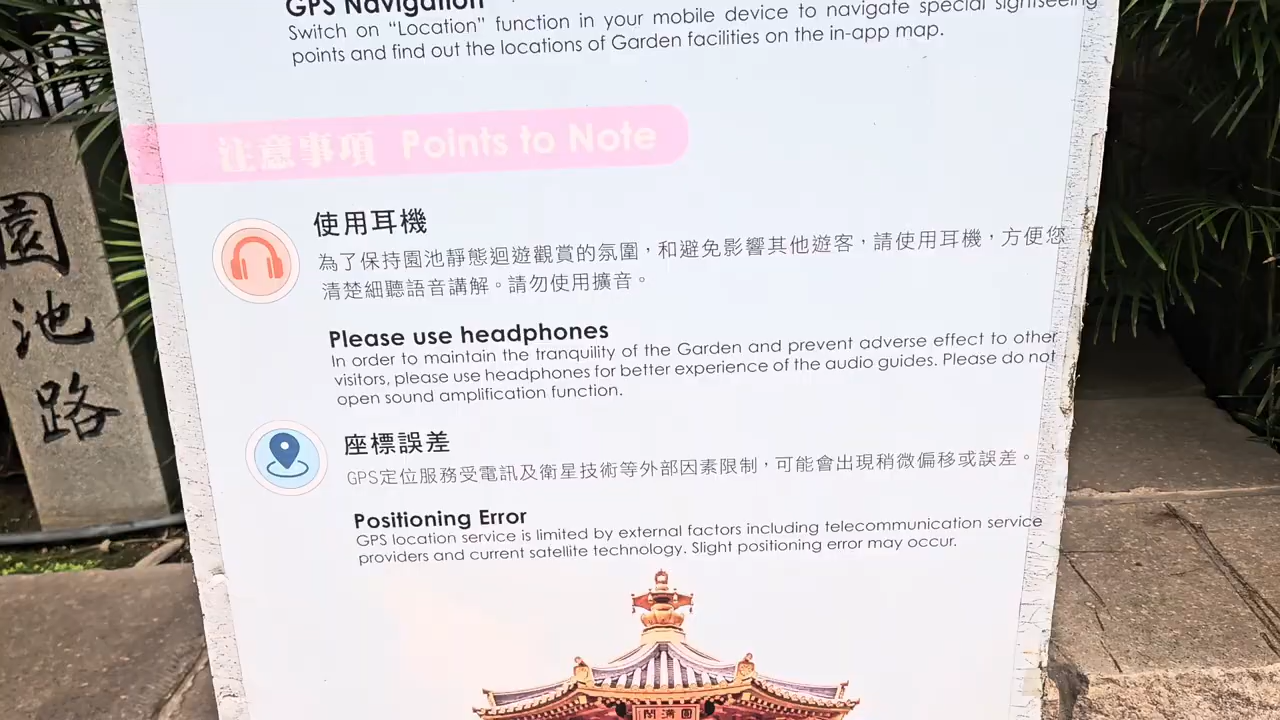 GPS Navigation
Switch on “Location” function in your mobile device to navigate special sightseeing
points and find out the locations of Garden facilities on the in-app map.
注意事項 Points to Note
使用耳機
為了保持園池靜態迴遊觀賞的氛圍，和避免影響其他遊客，請使用耳機，方便您
清楚細聽語音講解。請勿使用擴音。
Please use headphones
In order to maintain the tranquility of the Garden and prevent adverse effect to other
visitors, please use headphones for better experience of the audio guides. Please do not
open sound amplification function.
座標誤差
GPS定位服務受電訊及衛星技術等外部因素限制，可能會出現稍微偏移或誤差。
Positioning Error
GPS location service is limited by external factors including telecommunication service
providers and current satellite technology. Slight positioning error may occur.
園池路
閣滿圓